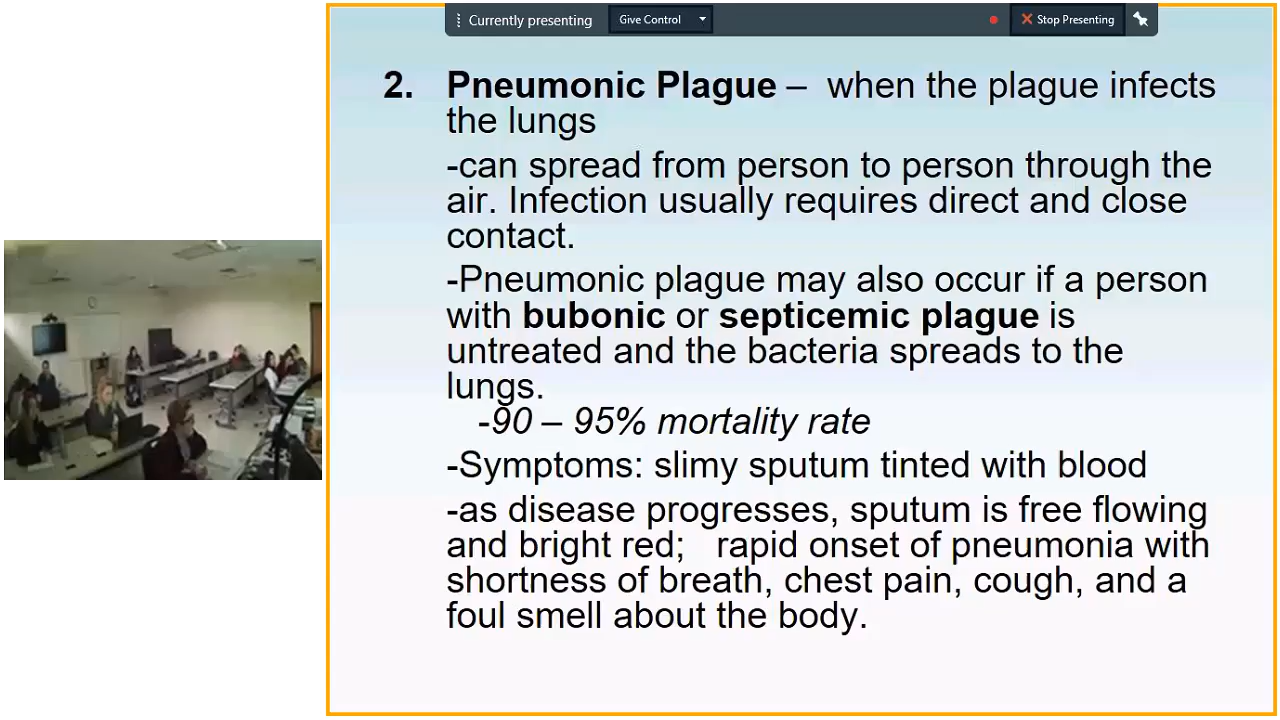 Currently presenting Give Control Stop Presenting
2. Pneumonic Plague – when the plague infects
the lungs
-can spread from person to person through the
air. Infection usually requires direct and close
contact.
-Pneumonic plague may also occur if a person
with bubonic or septicemic plague is
untreated and the bacteria spreads to the
lungs.
-90 – 95% mortality rate
-Symptoms: slimy sputum tinted with blood
-as disease progresses, sputum is free flowing
and bright red; rapid onset of pneumonia with
shortness of breath, chest pain, cough, and a
foul smell about the body.